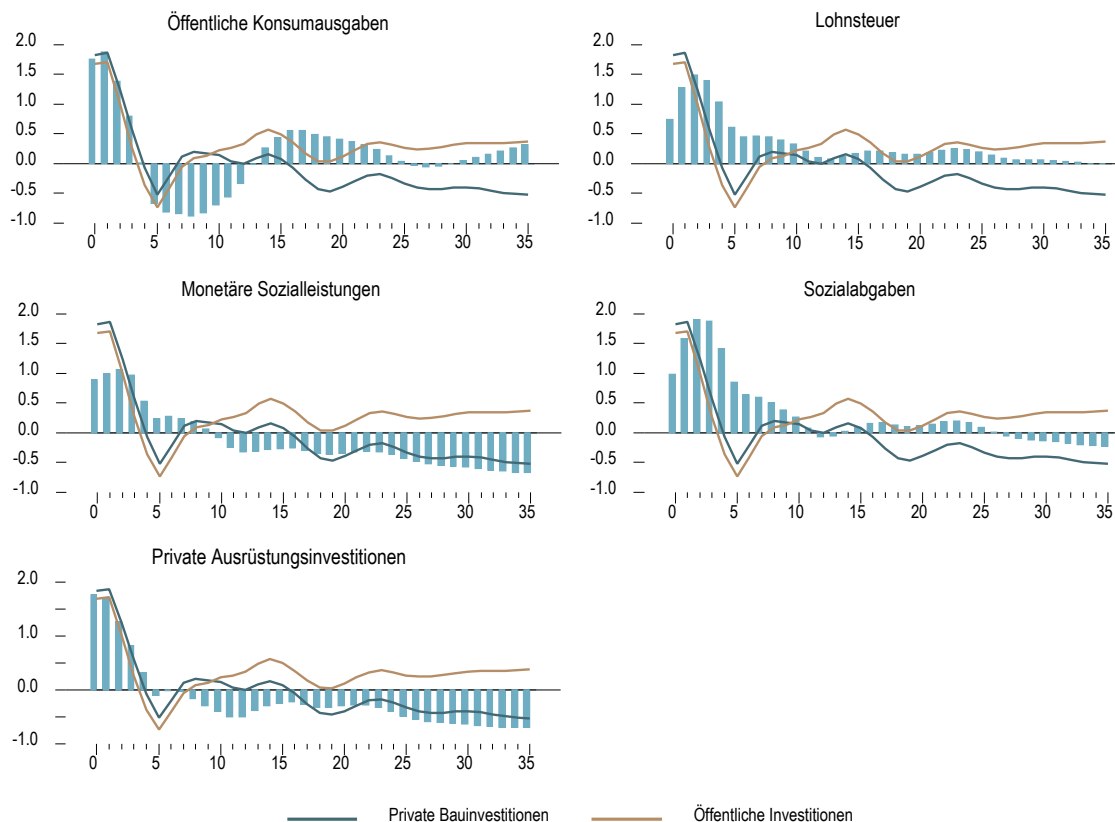 Öffentliche Konsumausgaben
2.0
1.5
1.0
0.5
0.0
-0.5
-1.0
0 5 10 15 20 25 30 35
Lohnsteuer
2.0
1.5
1.0
0.5
0.0
-0.5
-1.0
0 5 10 15 20 25 30 35
Monetäre Sozialleistungen
2.0
1.5
1.0
0.5
0.0
-0.5
-1.0
0 5 10 15 20 25 30 35
Sozialabgaben
2.0
1.5
1.0
0.5
0.0
-0.5
-1.0
0 5 10 15 20 25 30 35
Private Ausrüstungsinvestitionen
2.0
1.0
0.0
-1.0
0 5 10 15 20 25 30 35
Private Bauinvestitionen Öffentliche Investitionen